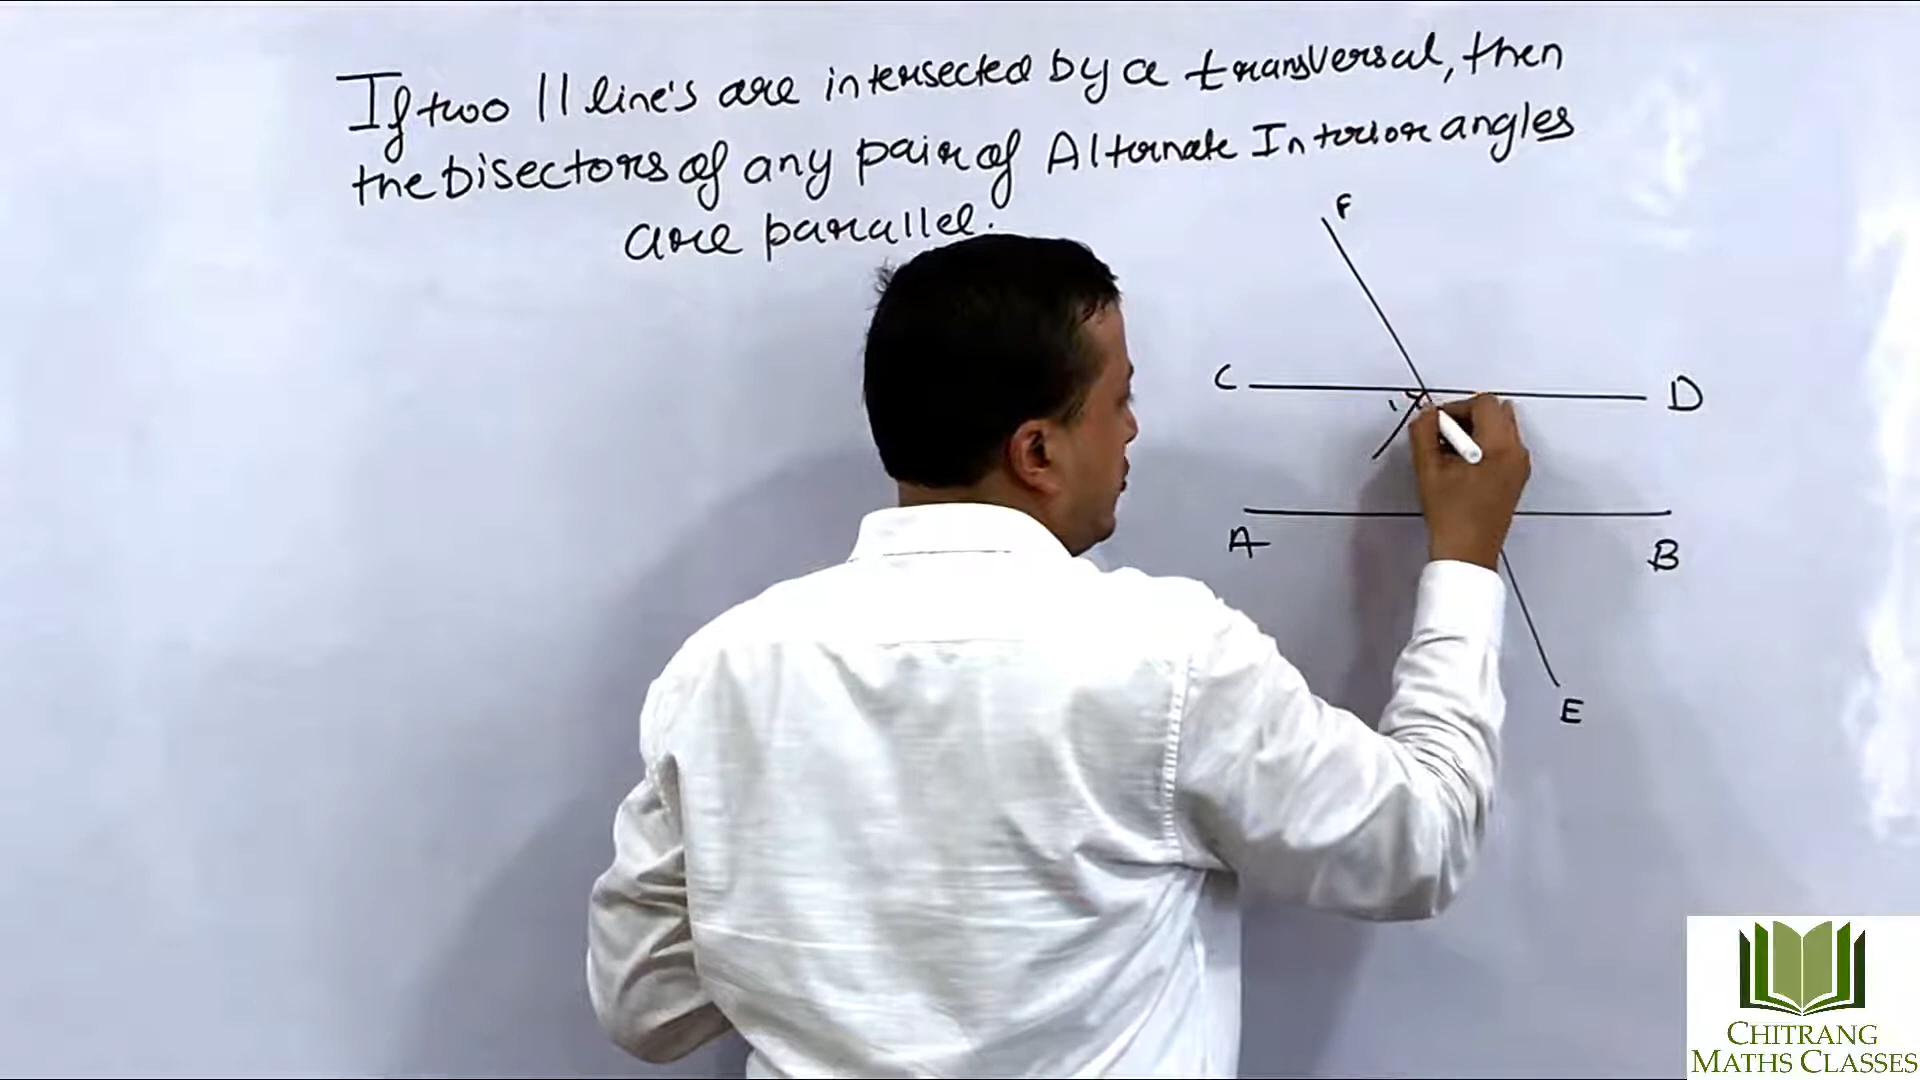 If two || line's are intersected by a transversal, then
the bisectors of any pair of Alternate Interior angles
are parallel.
F
C
D
1
A
B
E
CHITRANG
MATHS CLASSES